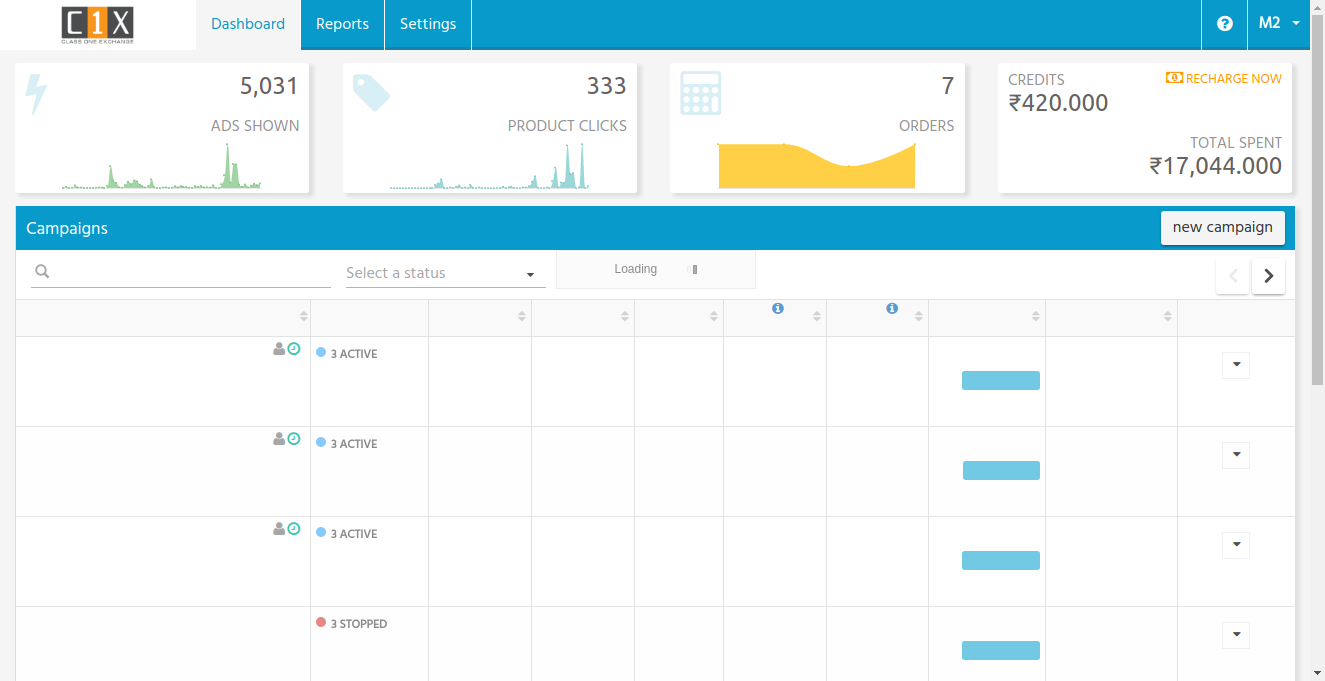 C1X
CLASS ONE EXCHANGE
Dashboard
Reports
Settings
M2
5,031
ADS SHOWN
333
PRODUCT CLICKS
7
ORDERS
CREDITS
RECHARGE NOW
₹420.000
TOTAL SPENT
₹17,044.000
Campaigns
new campaign
Select a status
Loading
3 ACTIVE
3 ACTIVE
3 ACTIVE
3 STOPPED